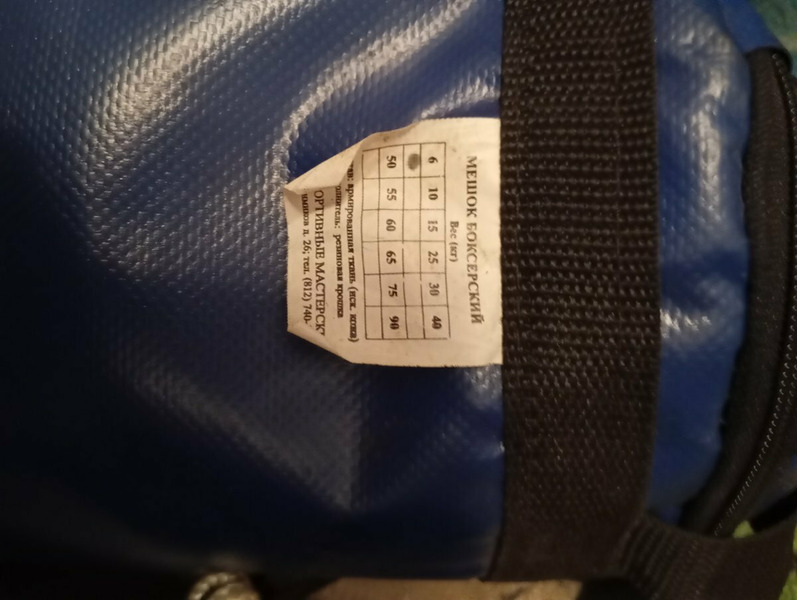 МЕШОК БОКСЕРСКИЙ
Вес (кг)
6 10 15 25 30 40
50 55 60 65 75 90
армированная ткань (иск. кожа)
резиновая крошка
ОРТИВНЫЕ МАСТЕРСК
д. 26; тел. (812) 740-